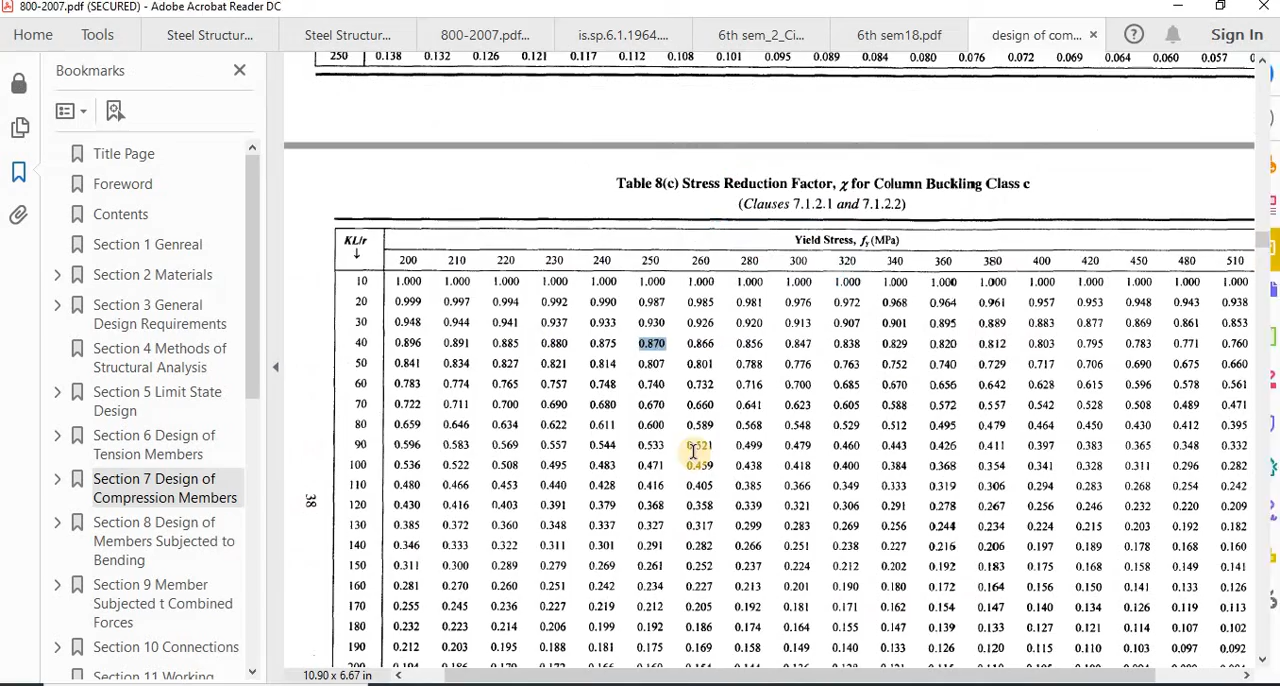 800-2007.pdf (SECURED) - Adobe Acrobat Reader DC
Home Tools Steel Structur... Steel Structur... 800-2007.pdf... is.sp.6.1.1964.... 6th sem_2_Ci... 6th sem18.pdf design of com... × ? Sign In
Bookmarks
Title Page
Foreword
Contents
Section 1 Genreal
Section 2 Materials
Section 3 General
Design Requirements
Section 4 Methods of
Structural Analysis
Section 5 Limit State
Design
Section 6 Design of
Tension Members
Section 7 Design of
Compression Members
Section 8 Design of
Members Subjected to
Bending
Section 9 Member
Subjected t Combined
Forces
Section 10 Connections
Section 11 Working
250 0.138 0.132 0.126 0.121 0.117 0.112 0.108 0.101 0.095 0.089 0.084 0.080 0.076 0.072 0.069 0.064 0.060 0.057
Table 8(c) Stress Reduction Factor, χ for Column Buckling Class c
(Clauses 7.1.2.1 and 7.1.2.2)
KL/r Yield Stress, fy (MPa)
↓ 200 210 220 230 240 250 260 280 300 320 340 360 380 400 420 450 480 510
10 1.000 1.000 1.000 1.000 1.000 1.000 1.000 1.000 1.000 1.000 1.000 1.000 1.000 1.000 1.000 1.000 1.000 1.000
20 0.999 0.997 0.994 0.992 0.990 0.987 0.985 0.981 0.976 0.972 0.968 0.964 0.961 0.957 0.953 0.948 0.943 0.938
30 0.948 0.944 0.941 0.937 0.933 0.930 0.926 0.920 0.913 0.907 0.901 0.895 0.889 0.883 0.877 0.869 0.861 0.853
40 0.896 0.891 0.885 0.880 0.875 0.870 0.866 0.856 0.847 0.838 0.829 0.820 0.812 0.803 0.795 0.783 0.771 0.760
50 0.841 0.834 0.827 0.821 0.814 0.807 0.801 0.788 0.776 0.763 0.752 0.740 0.729 0.717 0.706 0.690 0.675 0.660
60 0.783 0.774 0.765 0.757 0.748 0.740 0.732 0.716 0.700 0.685 0.670 0.656 0.642 0.628 0.615 0.596 0.578 0.561
70 0.722 0.711 0.700 0.690 0.680 0.670 0.660 0.641 0.623 0.605 0.588 0.572 0.557 0.542 0.528 0.508 0.489 0.471
80 0.659 0.646 0.634 0.622 0.611 0.600 0.589 0.568 0.548 0.529 0.512 0.495 0.479 0.464 0.450 0.430 0.412 0.395
90 0.596 0.583 0.569 0.557 0.544 0.533 0.521 0.499 0.479 0.460 0.443 0.426 0.411 0.397 0.383 0.365 0.348 0.332
100 0.536 0.522 0.508 0.495 0.483 0.471 0.459 0.438 0.418 0.400 0.384 0.368 0.354 0.341 0.328 0.311 0.296 0.282
110 0.480 0.466 0.453 0.440 0.428 0.416 0.405 0.385 0.366 0.349 0.333 0.319 0.306 0.294 0.283 0.268 0.254 0.242
120 0.430 0.416 0.403 0.391 0.379 0.368 0.358 0.339 0.321 0.306 0.291 0.278 0.267 0.256 0.246 0.232 0.220 0.209
130 0.385 0.372 0.360 0.348 0.337 0.327 0.317 0.299 0.283 0.269 0.256 0.244 0.234 0.224 0.215 0.203 0.192 0.182
140 0.346 0.333 0.322 0.311 0.301 0.291 0.282 0.266 0.251 0.238 0.227 0.216 0.206 0.197 0.189 0.178 0.168 0.160
150 0.311 0.300 0.289 0.279 0.269 0.261 0.252 0.237 0.224 0.212 0.202 0.192 0.183 0.175 0.168 0.158 0.149 0.141
160 0.281 0.270 0.260 0.251 0.242 0.234 0.227 0.213 0.201 0.190 0.180 0.172 0.164 0.156 0.150 0.141 0.133 0.126
170 0.255 0.245 0.236 0.227 0.219 0.212 0.205 0.192 0.181 0.171 0.162 0.154 0.147 0.140 0.134 0.126 0.119 0.113
180 0.232 0.223 0.214 0.206 0.199 0.192 0.186 0.174 0.164 0.155 0.147 0.139 0.133 0.127 0.121 0.114 0.107 0.102
190 0.212 0.203 0.195 0.188 0.181 0.175 0.169 0.158 0.149 0.140 0.133 0.126 0.120 0.115 0.110 0.103 0.097 0.092
38
10.90 x 6.67 in